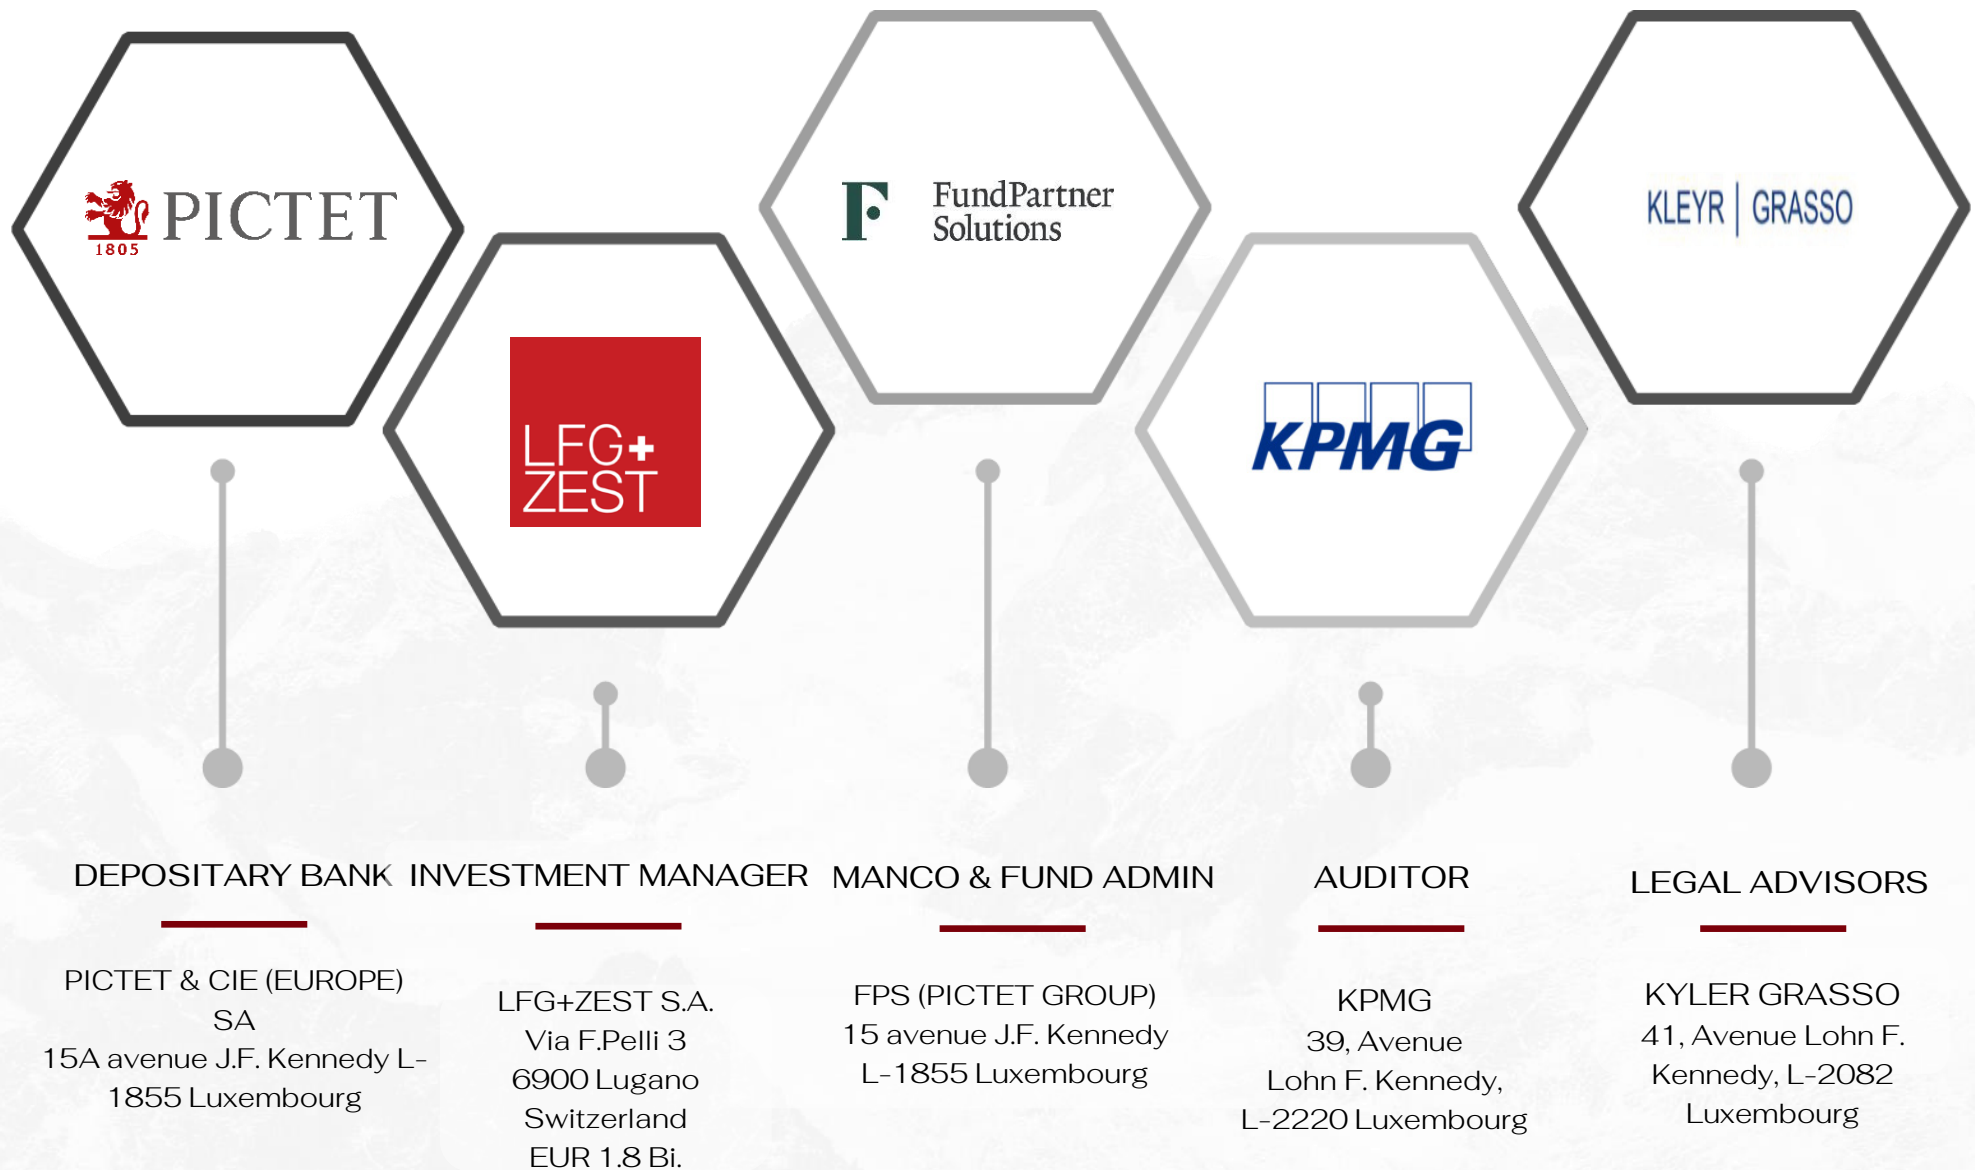 PICTET
1805
LFG+
ZEST
FundPartner
Solutions
KPMG
KLEYR | GRASSO
DEPOSITARY BANK
PICTET & CIE (EUROPE)
SA
15A avenue J.F. Kennedy L-
1855 Luxembourg
INVESTMENT MANAGER
LFG+ZEST S.A.
Via F.Pelli 3
6900 Lugano
Switzerland
EUR 1.8 Bi.
MANCO & FUND ADMIN
FPS (PICTET GROUP)
15 avenue J.F. Kennedy
L-1855 Luxembourg
AUDITOR
KPMG
39, Avenue
Lohn F. Kennedy,
L-2220 Luxembourg
LEGAL ADVISORS
KYLER GRASSO
41, Avenue Lohn F.
Kennedy, L-2082
Luxembourg